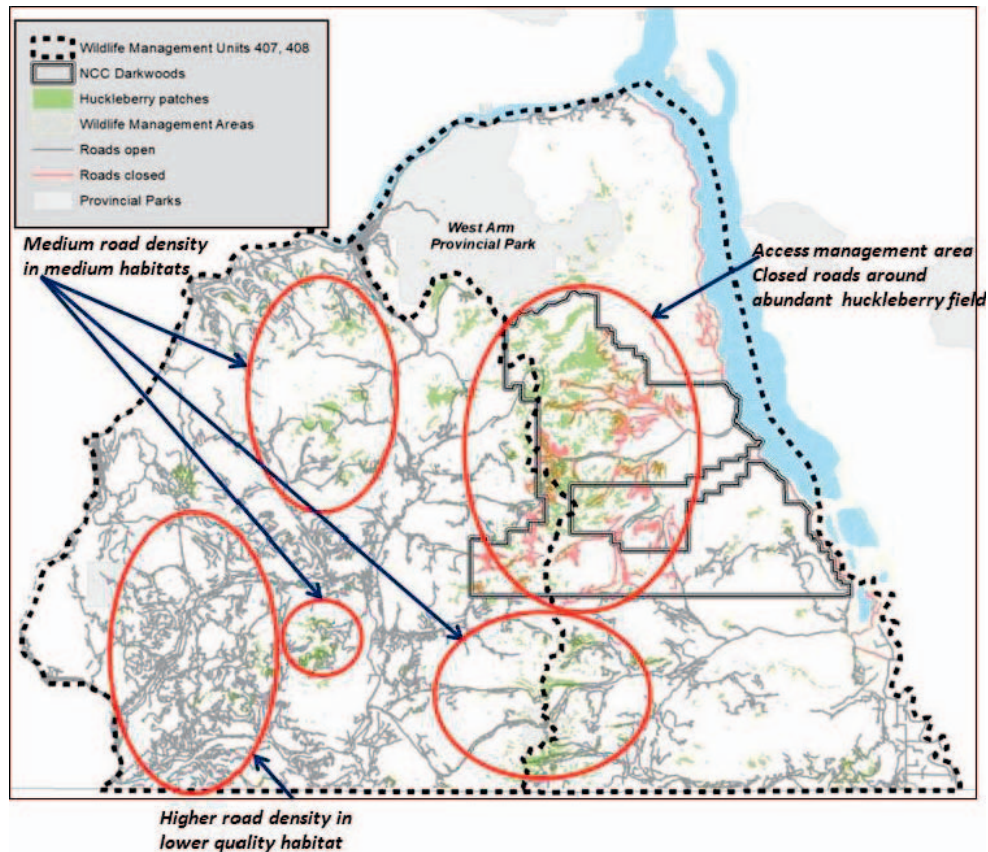 Wildlife Management Units 407, 408
NCC Darkwoods
Huckleberry patches
Wildlife Management Areas
Roads open
Roads closed
Provincial Parks
West Arm
Provincial Park
Medium road density
in medium habitats
Access management area
Closed roads around
abundant huckleberry field
Higher road density in
lower quality habitat